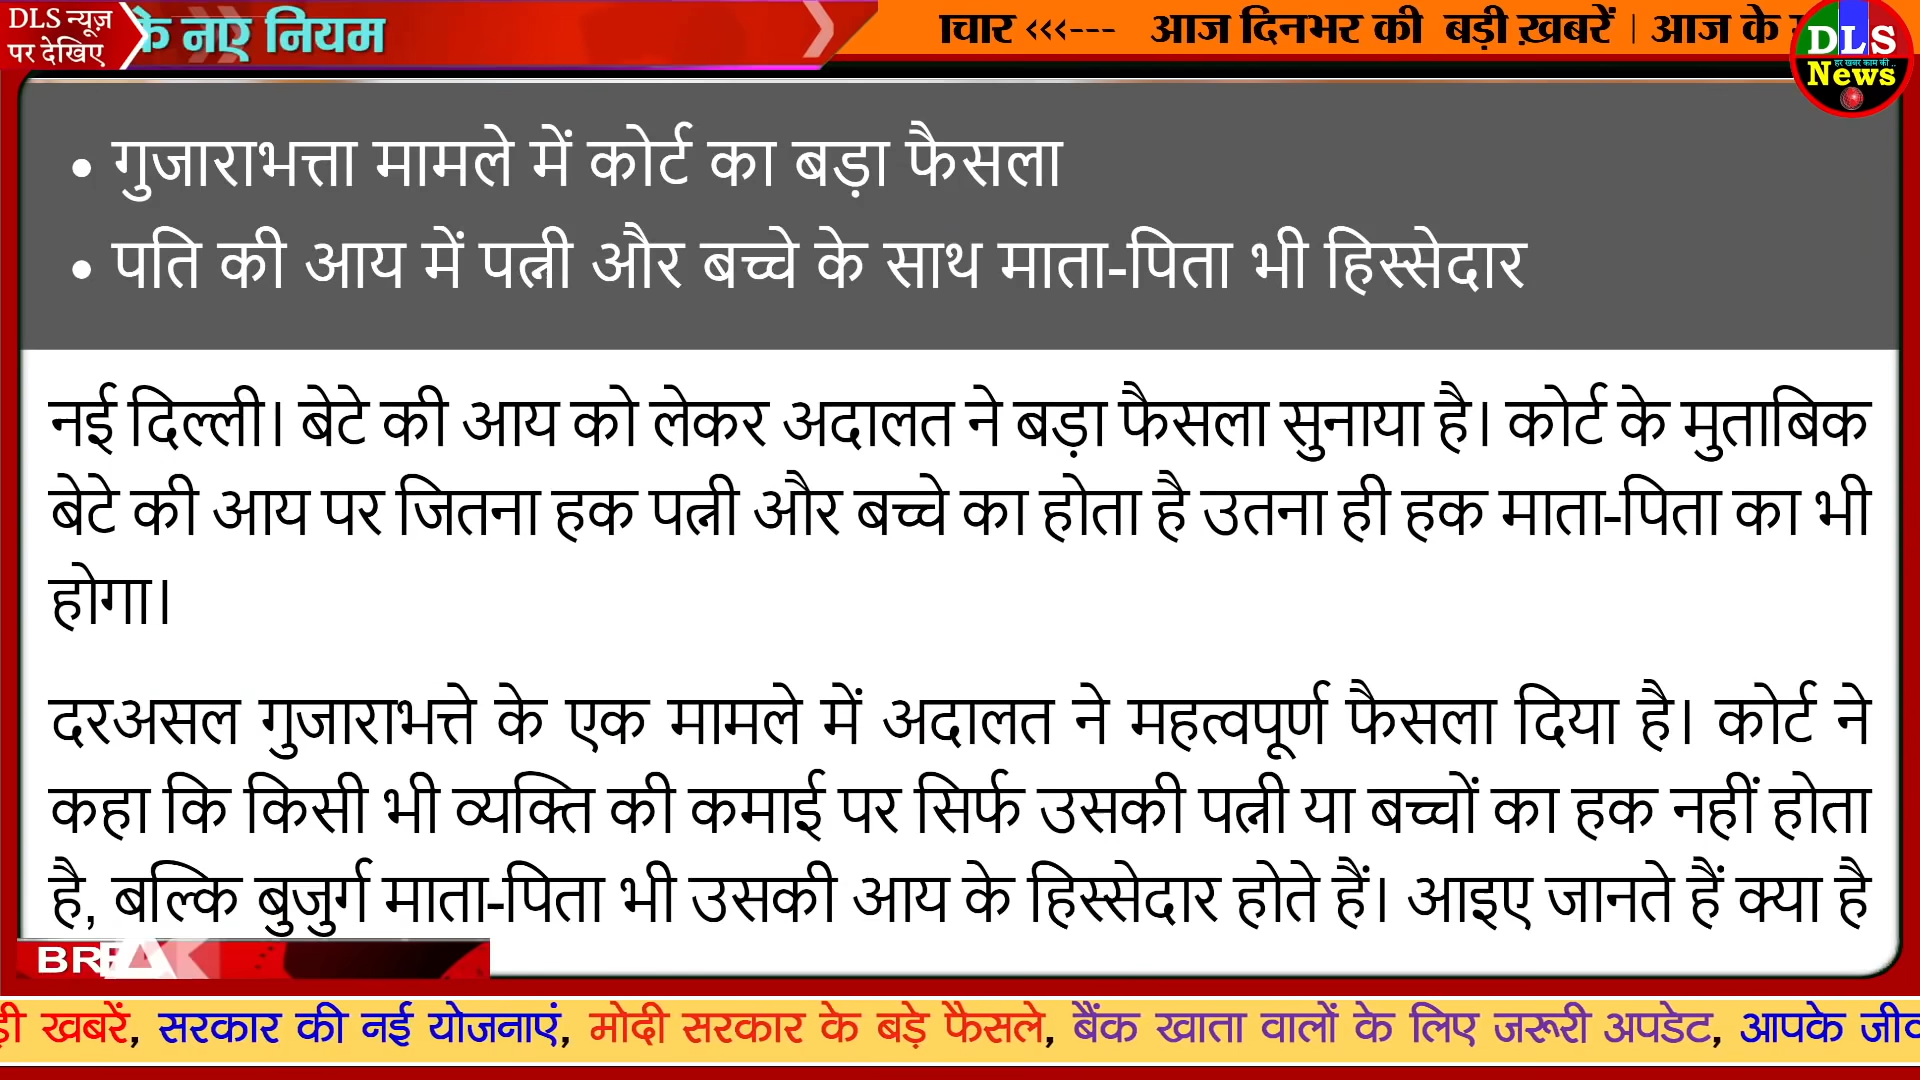 DLS न्यूज़
पर देखिए
के नए नियम
ाचार <<<--- आज दिनभर की बड़ी ख़बरें | आज के
DLS
हर खबर काम की ..
News
• गुजाराभत्ता मामले में कोर्ट का बड़ा फैसला
• पति की आय में पत्नी और बच्चे के साथ माता-पिता भी हिस्सेदार
नई दिल्ली। बेटे की आय को लेकर अदालत ने बड़ा फैसला सुनाया है। कोर्ट के मुताबिक
बेटे की आय पर जितना हक पत्नी और बच्चे का होता है उतना ही हक माता-पिता का भी
होगा।
दरअसल गुजाराभत्ते के एक मामले में अदालत ने महत्वपूर्ण फैसला दिया है। कोर्ट ने
कहा कि किसी भी व्यक्ति की कमाई पर सिर्फ उसकी पत्नी या बच्चों का हक नहीं होता
है, बल्कि बुजुर्ग माता-पिता भी उसकी आय के हिस्सेदार होते हैं। आइए जानते हैं क्या है
BREAK
ड़ी खबरें, सरकार की नई योजनाएं, मोदी सरकार के बड़े फैसले, बैंक खाता वालों के लिए जरूरी अपडेट, आपके जीव